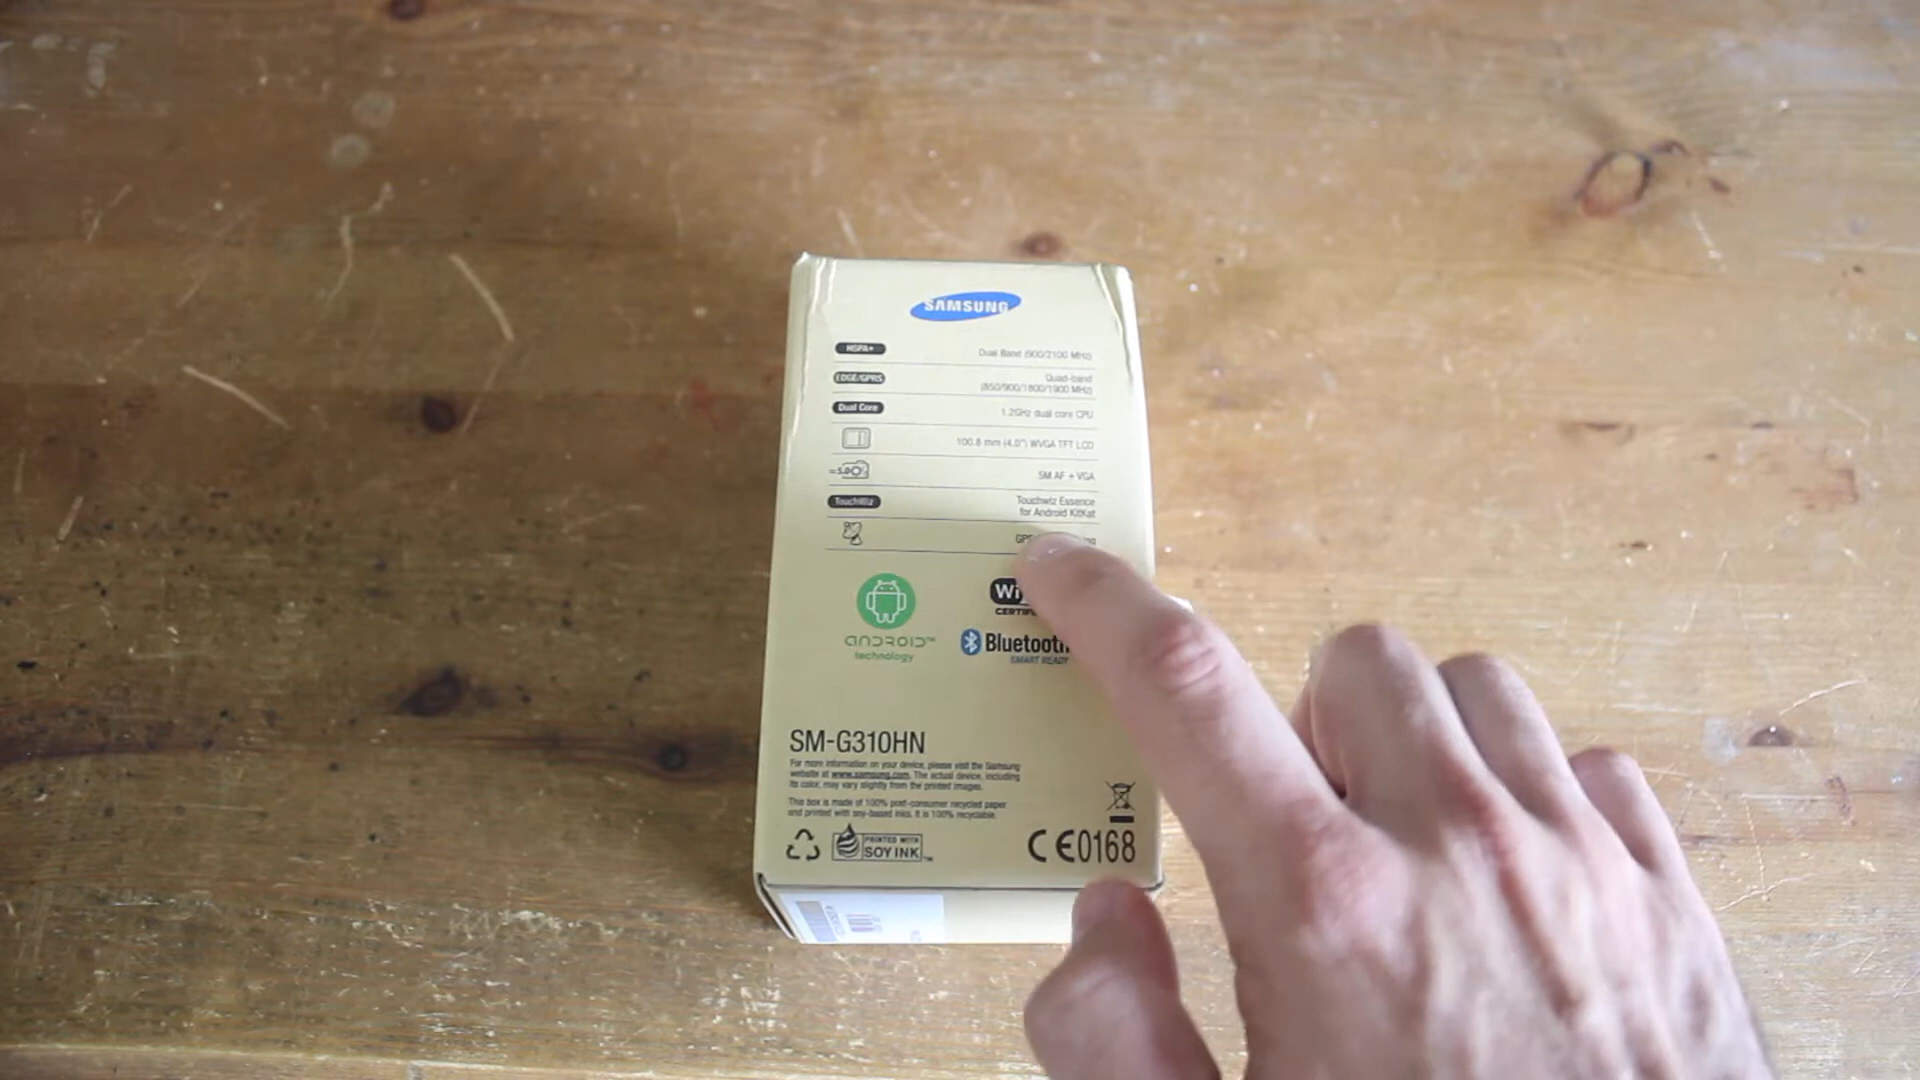 SAMSUNG
HSPA+ Dual Band (900/2100 MHz)
EDGE/GPRS Quad-band
(850/900/1800/1900 MHz)
Dual Core 1.2GHz dual core CPU
100.8 mm (4.0") WVGA TFT LCD
5.0 5M AF + VGA
TouchWiz Touchwiz Essence
for Android KitKat
ANDROID™
technology
Bluetooth
SMART READY
SM-G310HN
For more information on your device, please visit the Samsung
website at www.samsung.com. The actual device, including
its color, may vary slightly from the printed images.
This box is made of 100% post-consumer recycled paper
and printed with soy-based inks. It is 100% recyclable.
PRINTED WITH
SOY INK™
CE0168